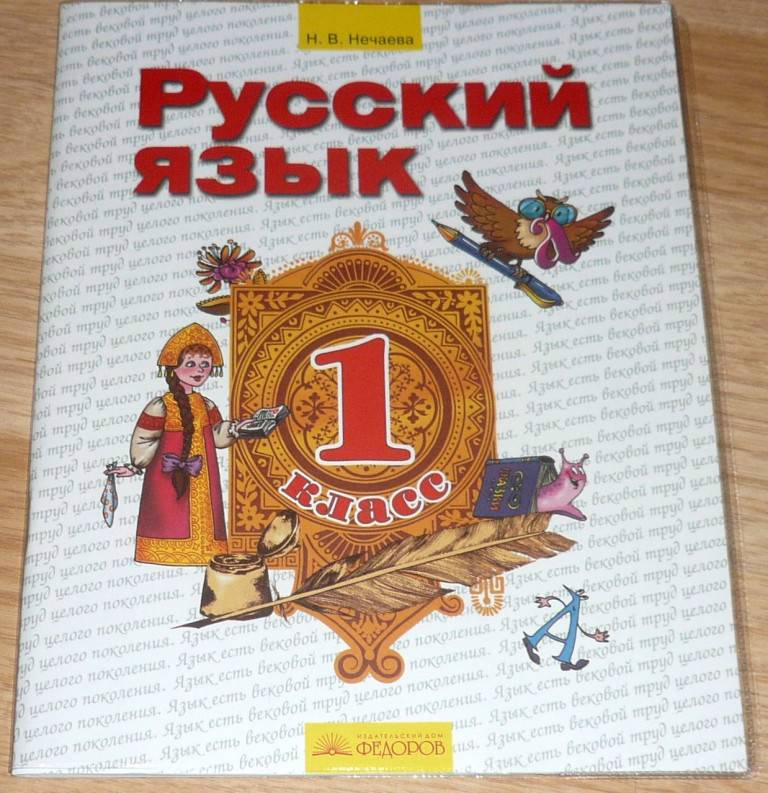 Н. В. Нечаева
Русский
язык
1
класс
Язык есть вековой труд целого поколения.
А
ИЗДАТЕЛЬСКИЙ ДОМ
ФЕДОРОВ